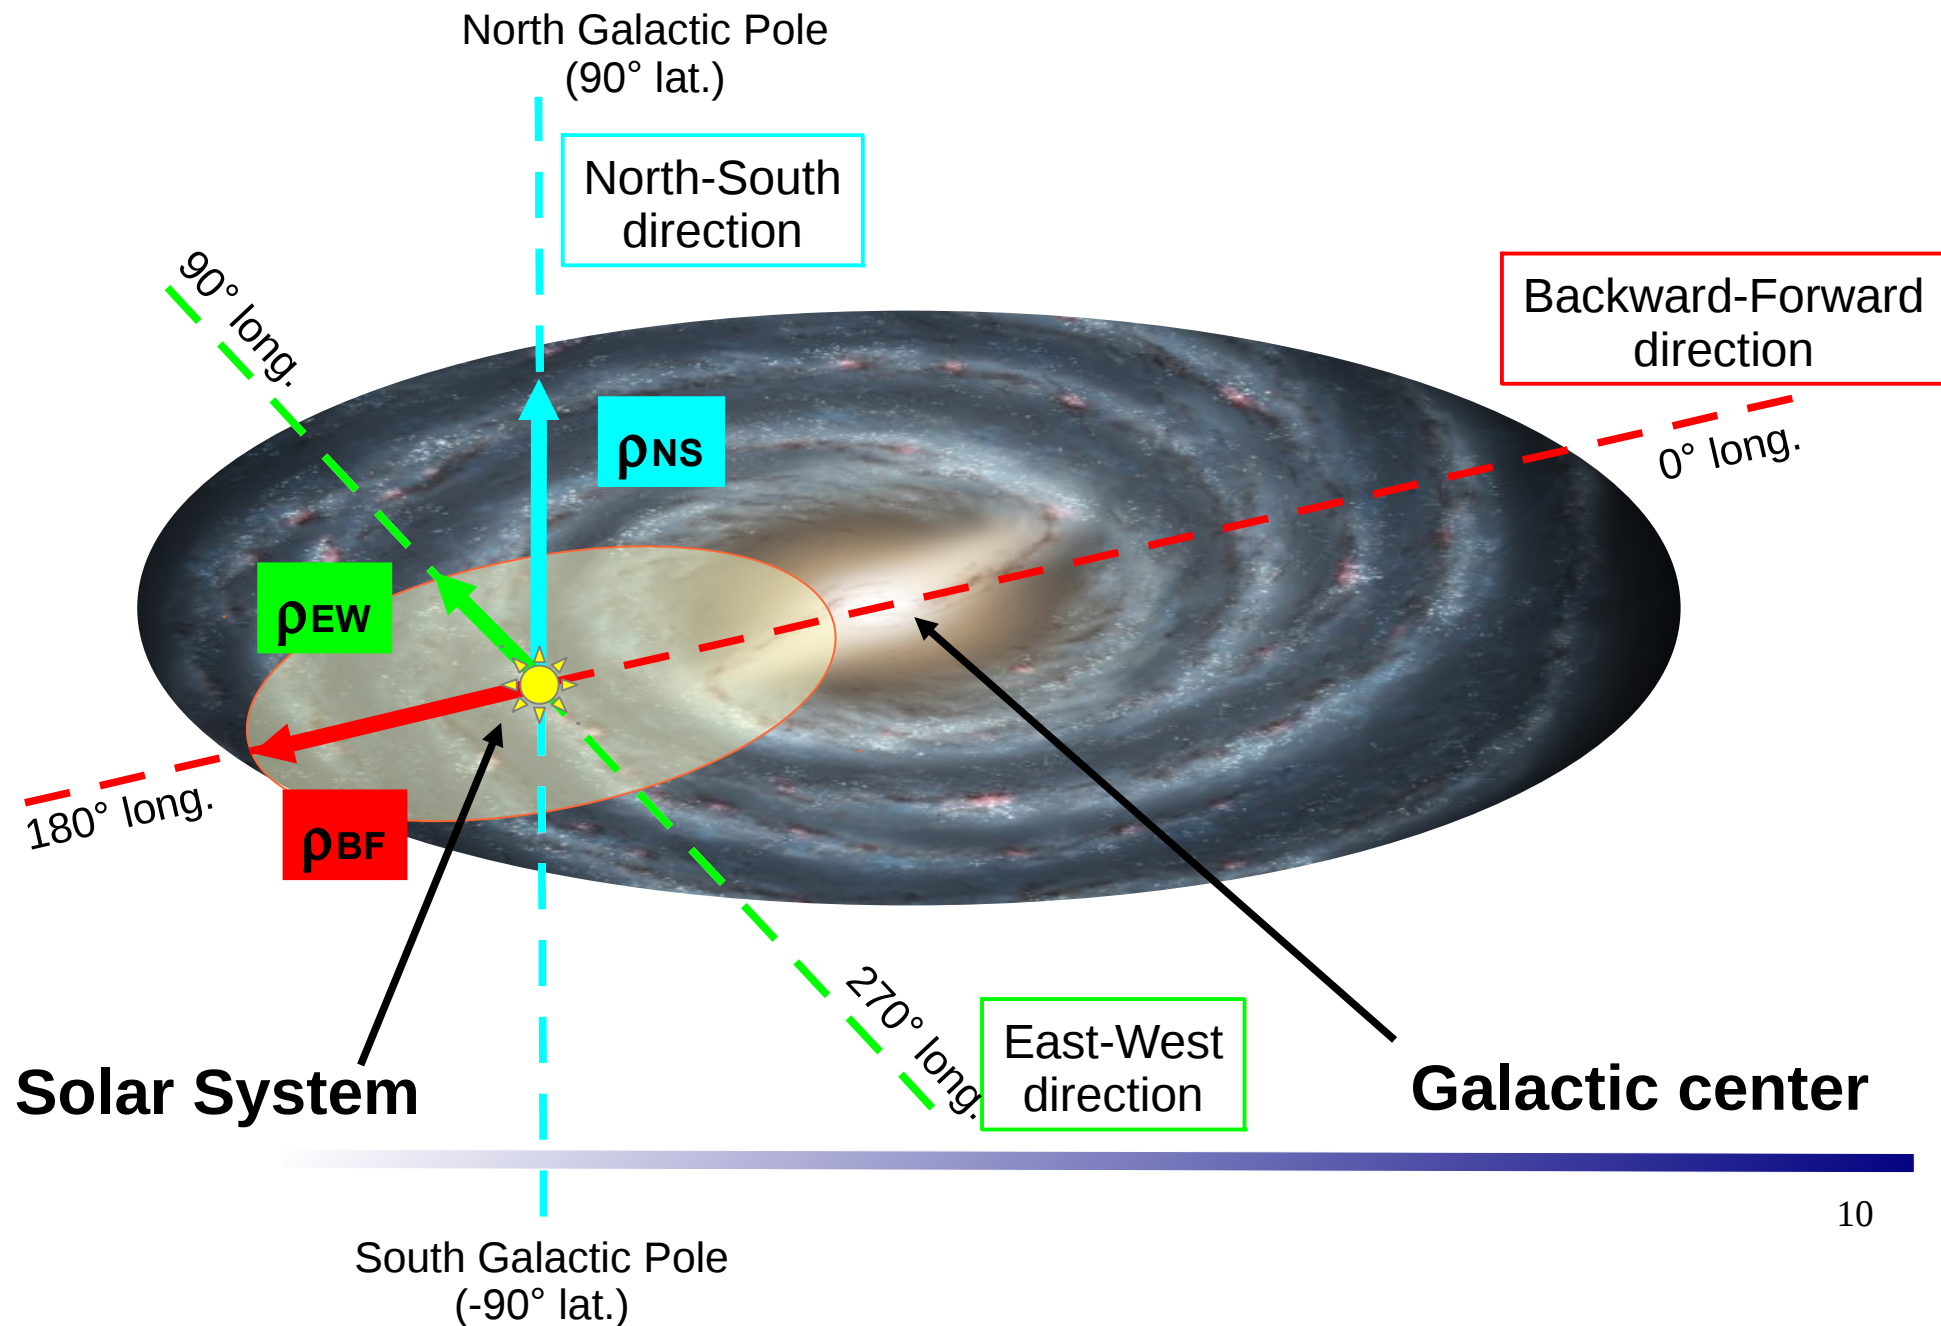 North Galactic Pole
(90° lat.)
North-South
direction
90° long.
Backward-Forward
direction
0° long.
ρNS
ρEW
180° long.
ρBF
270° long.
East-West
direction
Solar System
Galactic center
10
South Galactic Pole
(-90° lat.)